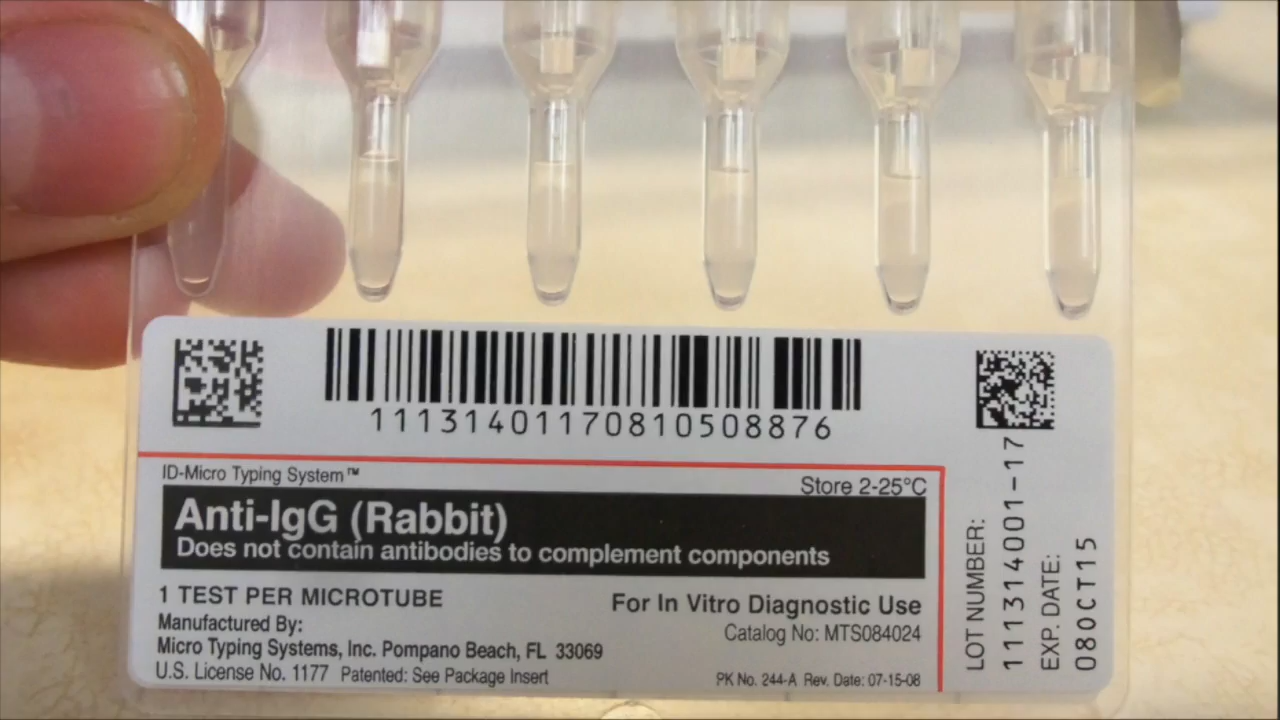 11131401170810508876
ID-Micro Typing System™
Store 2-25°C
Anti-IgG (Rabbit)
Does not contain antibodies to complement components
1 TEST PER MICROTUBE
For In Vitro Diagnostic Use
Manufactured By:
Catalog No: MTS084024
Micro Typing Systems, Inc. Pompano Beach, FL 33069
U.S. License No. 1177 Patented: See Package Insert
PK No. 244-A Rev. Date: 07-15-08
LOT NUMBER:
111314001-17
EXP. DATE:
08OCT15